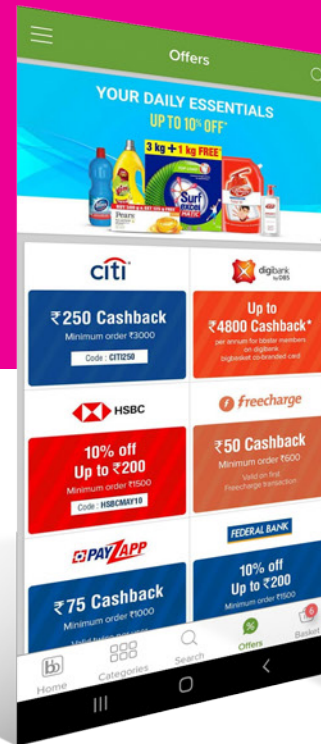 Offers
YOUR DAILY ESSENTIALS
UP TO 10% OFF*
3 kg + 1 kg FREE
Surf
excel
MATIC
Pears
citi
₹250 Cashback
Minimum order ₹3000
Code : CITI250
digibank
by DBS
Up to
₹4800 Cashback*
per annum for bbstar members
on digibank
bigbasket co-branded card
HSBC
10% off
Up to ₹200
Minimum order ₹1500
Code : HSBCMAY10
freecharge
₹50 Cashback
Minimum order ₹600
Valid on first
Freecharge transaction
PAYZAPP
₹75 Cashback
Minimum order ₹1000
FEDERAL BANK
10% off
Up to ₹200
Minimum order ₹1500
bb
Home
Categories
Search
%
Offers
6
Basket